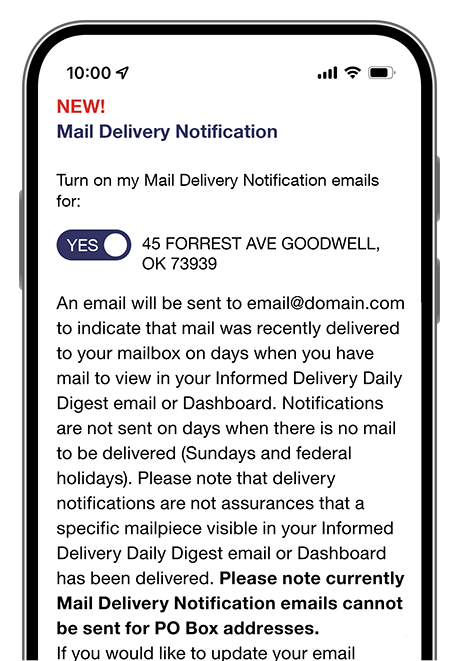 10:00
NEW!
Mail Delivery Notification
Turn on my Mail Delivery Notification emails
for:
YES
45 FORREST AVE GOODWELL,
OK 73939
An email will be sent to email@domain.com
to indicate that mail was recently delivered
to your mailbox on days when you have
mail to view in your Informed Delivery Daily
Digest email or Dashboard. Notifications
are not sent on days when there is no mail
to be delivered (Sundays and federal
holidays). Please note that delivery
notifications are not assurances that a
specific mailpiece visible in your Informed
Delivery Daily Digest email or Dashboard
has been delivered. Please note currently
Mail Delivery Notification emails cannot
be sent for PO Box addresses.
If you would like to update your email